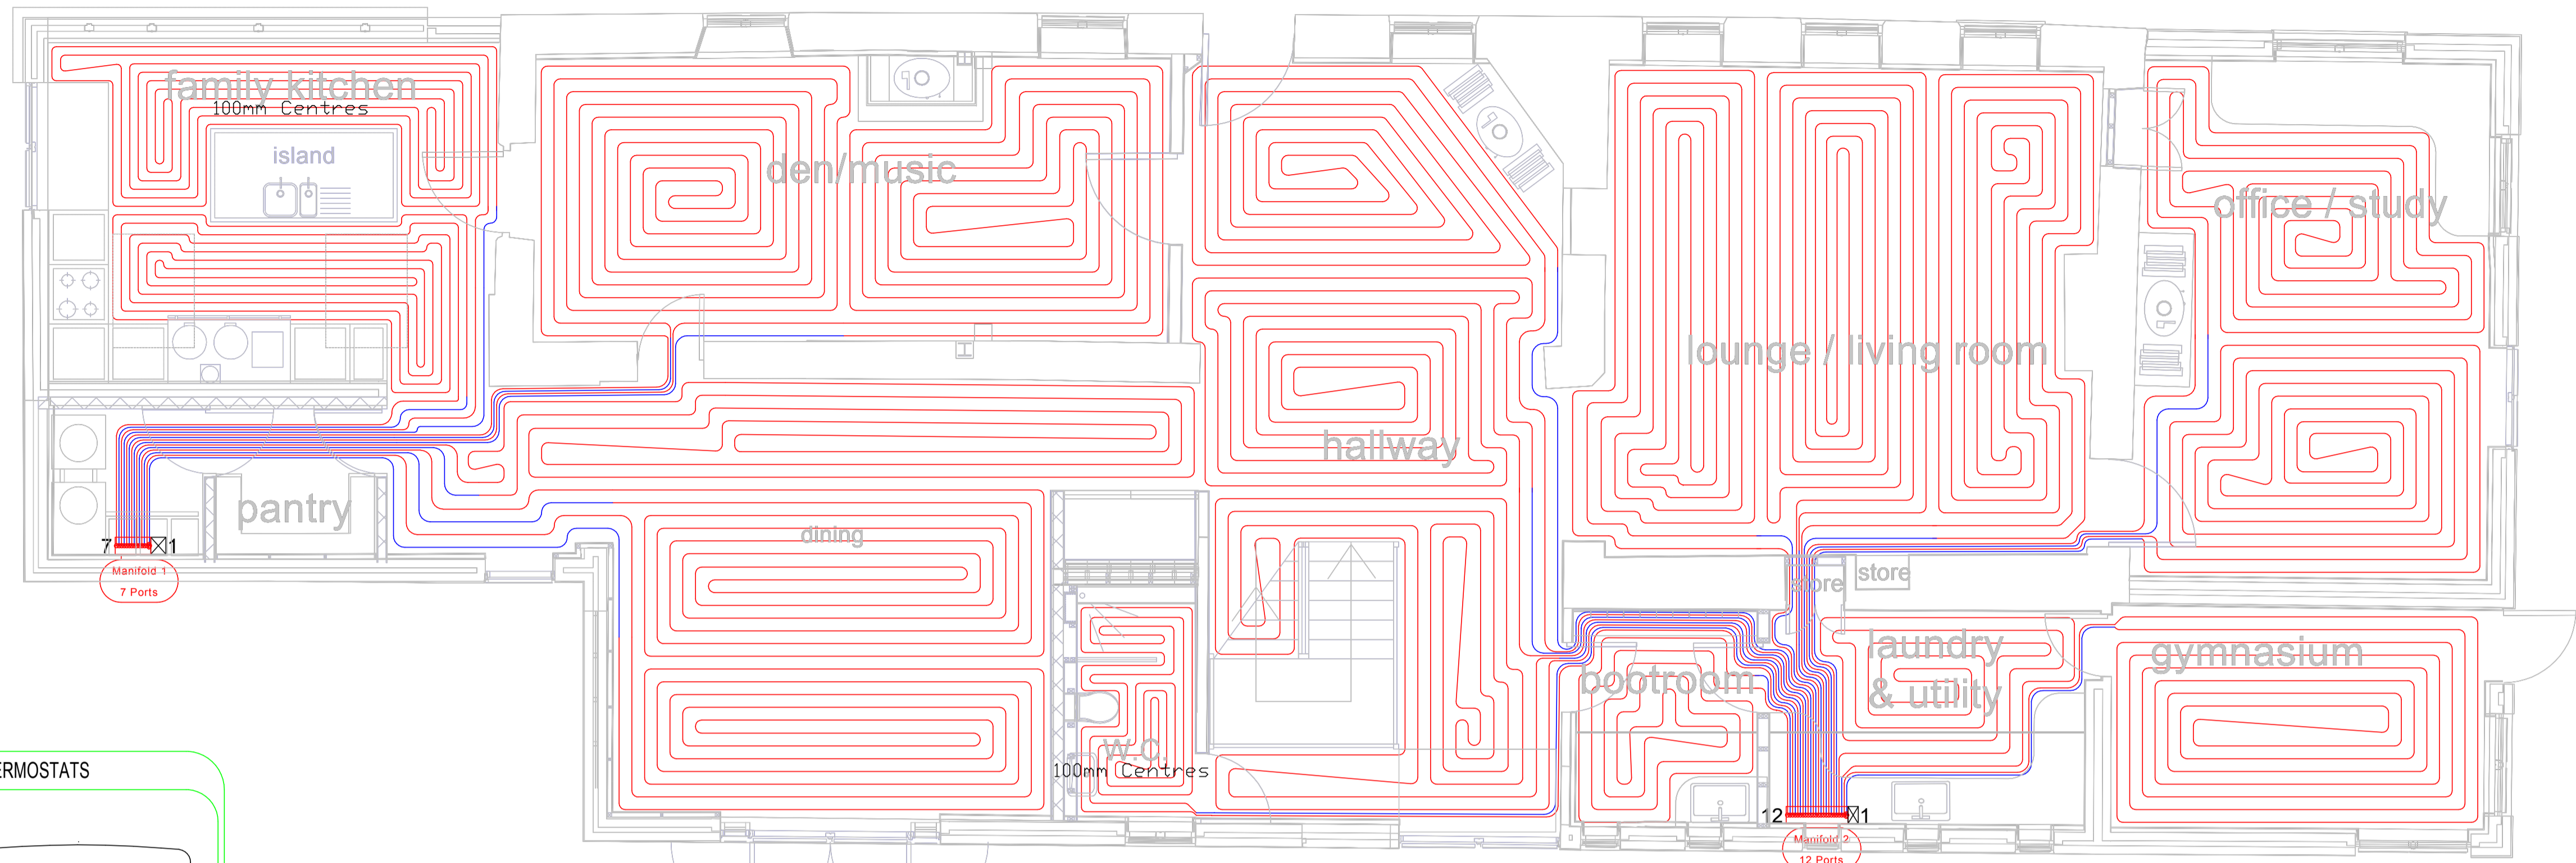 family kitchen
100mm Centres
island
den/music
office / study
lounge / living room
hallway
pantry
dining
7 1
Manifold 1
7 Ports
store
store
laundry
& utility
gymnasium
bootroom
w.c.
100mm Centres
ERMOSTATS
12 1
Manifold 2
12 Ports